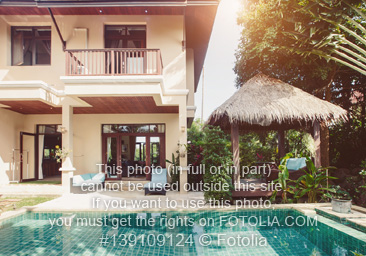 This photo (in full or in part)
cannot be used outside this site
If you want to use this photo
you must get the rights on FOTOLIA.COM
#139109124 © Fotolia